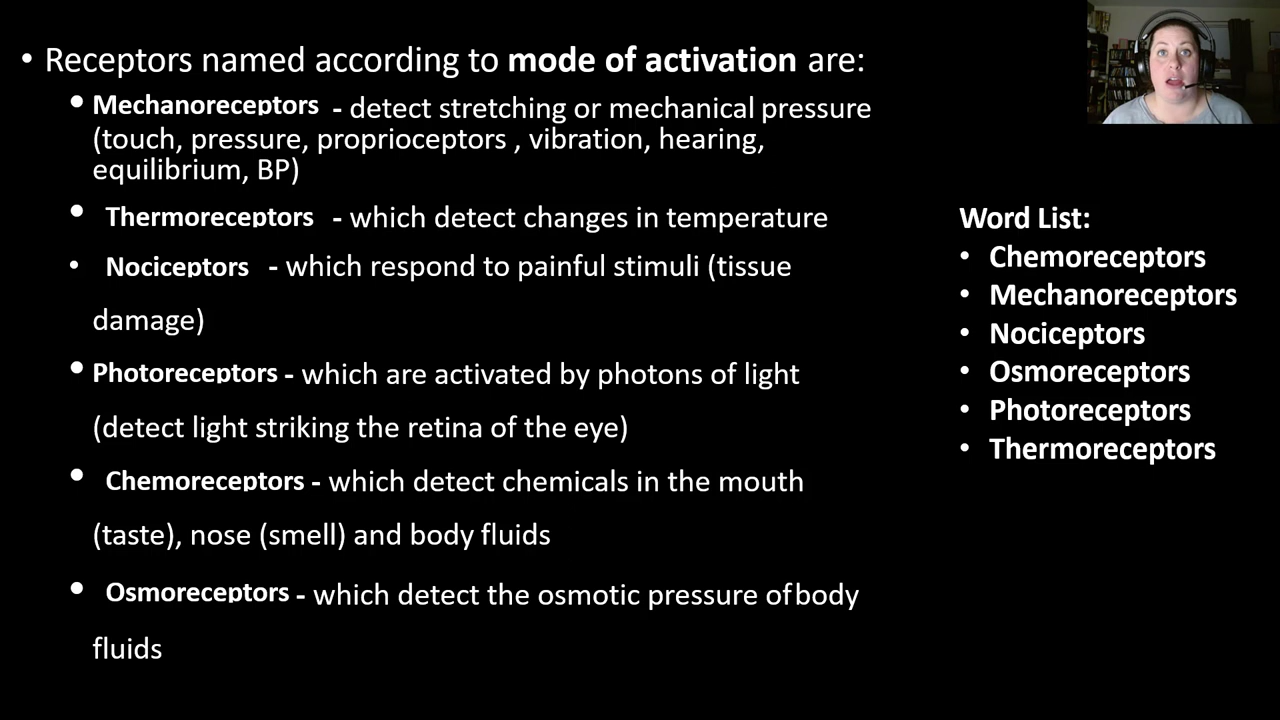 • Receptors named according to mode of activation are:
• Mechanoreceptors - detect stretching or mechanical pressure
(touch, pressure, proprioceptors , vibration, hearing,
equilibrium, BP)
• Thermoreceptors - which detect changes in temperature
• Nociceptors - which respond to painful stimuli (tissue
damage)
• Photoreceptors - which are activated by photons of light
(detect light striking the retina of the eye)
• Chemoreceptors - which detect chemicals in the mouth
(taste), nose (smell) and body fluids
• Osmoreceptors - which detect the osmotic pressure of body
fluids
Word List:
• Chemoreceptors
• Mechanoreceptors
• Nociceptors
• Osmoreceptors
• Photoreceptors
• Thermoreceptors